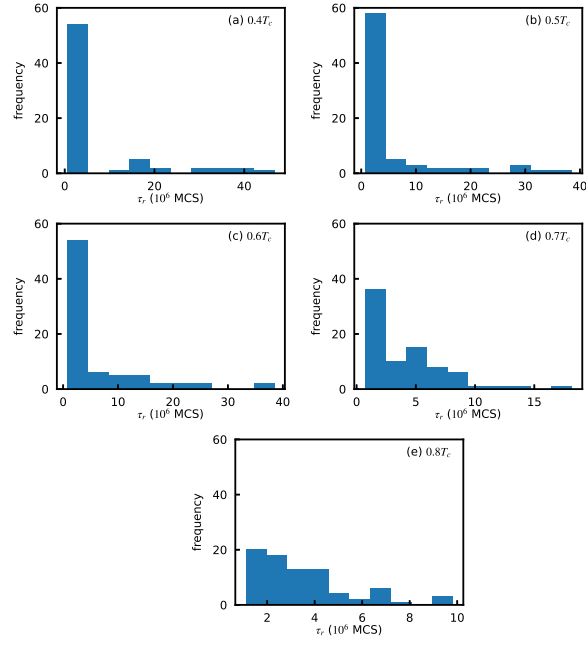 (a) 0.4T_c
60
40
20
0
frequency
0 20 40
τ_r (10^6 MCS)
(b) 0.5T_c
60
40
20
0
frequency
0 10 20 30 40
τ_r (10^6 MCS)
(c) 0.6T_c
60
40
20
0
frequency
0 10 20 30 40
τ_r (10^6 MCS)
(d) 0.7T_c
60
40
20
0
frequency
0 5 10 15
τ_r (10^6 MCS)
(e) 0.8T_c
60
40
20
0
frequency
2 4 6 8 10
τ_r (10^6 MCS)